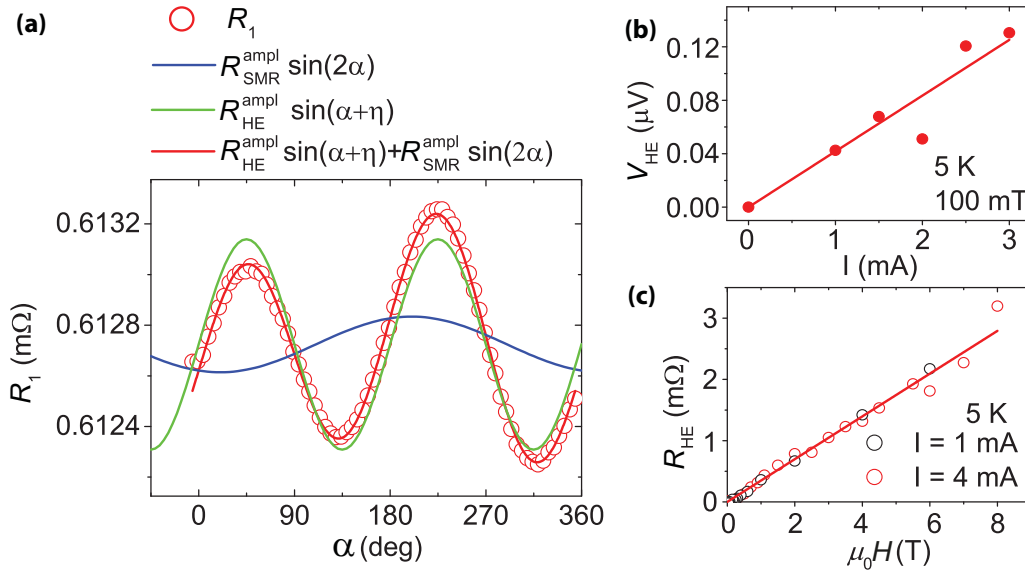 (a)
R₁
R_SMR^ampl sin(2α)
R_HE^ampl sin(α+η)
R_HE^ampl sin(α+η)+R_SMR^ampl sin(2α)
0.6132
0.6128
0.6124
R₁ (mΩ)
0 90 180 270 360
α (deg)
(b)
0.12
0.08
0.04
0.00
V_HE (μV)
5 K
100 mT
0 1 2 3
I (mA)
(c)
3
2
1
0
R_HE (mΩ)
5 K
I = 1 mA
I = 4 mA
0 2 4 6 8
μ₀H (T)